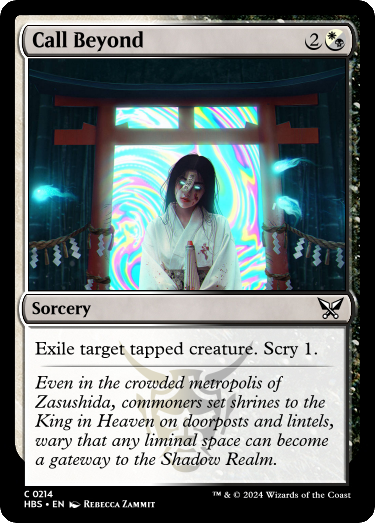 Call Beyond 2
Sorcery
Exile target tapped creature. Scry 1.
Even in the crowded metropolis of
Zasushida, commoners set shrines to the
King in Heaven on doorposts and lintels,
wary that any liminal space can become
a gateway to the Shadow Realm.
C 0214
HBS • EN Rebecca Zammit
™ & © 2024 Wizards of the Coast